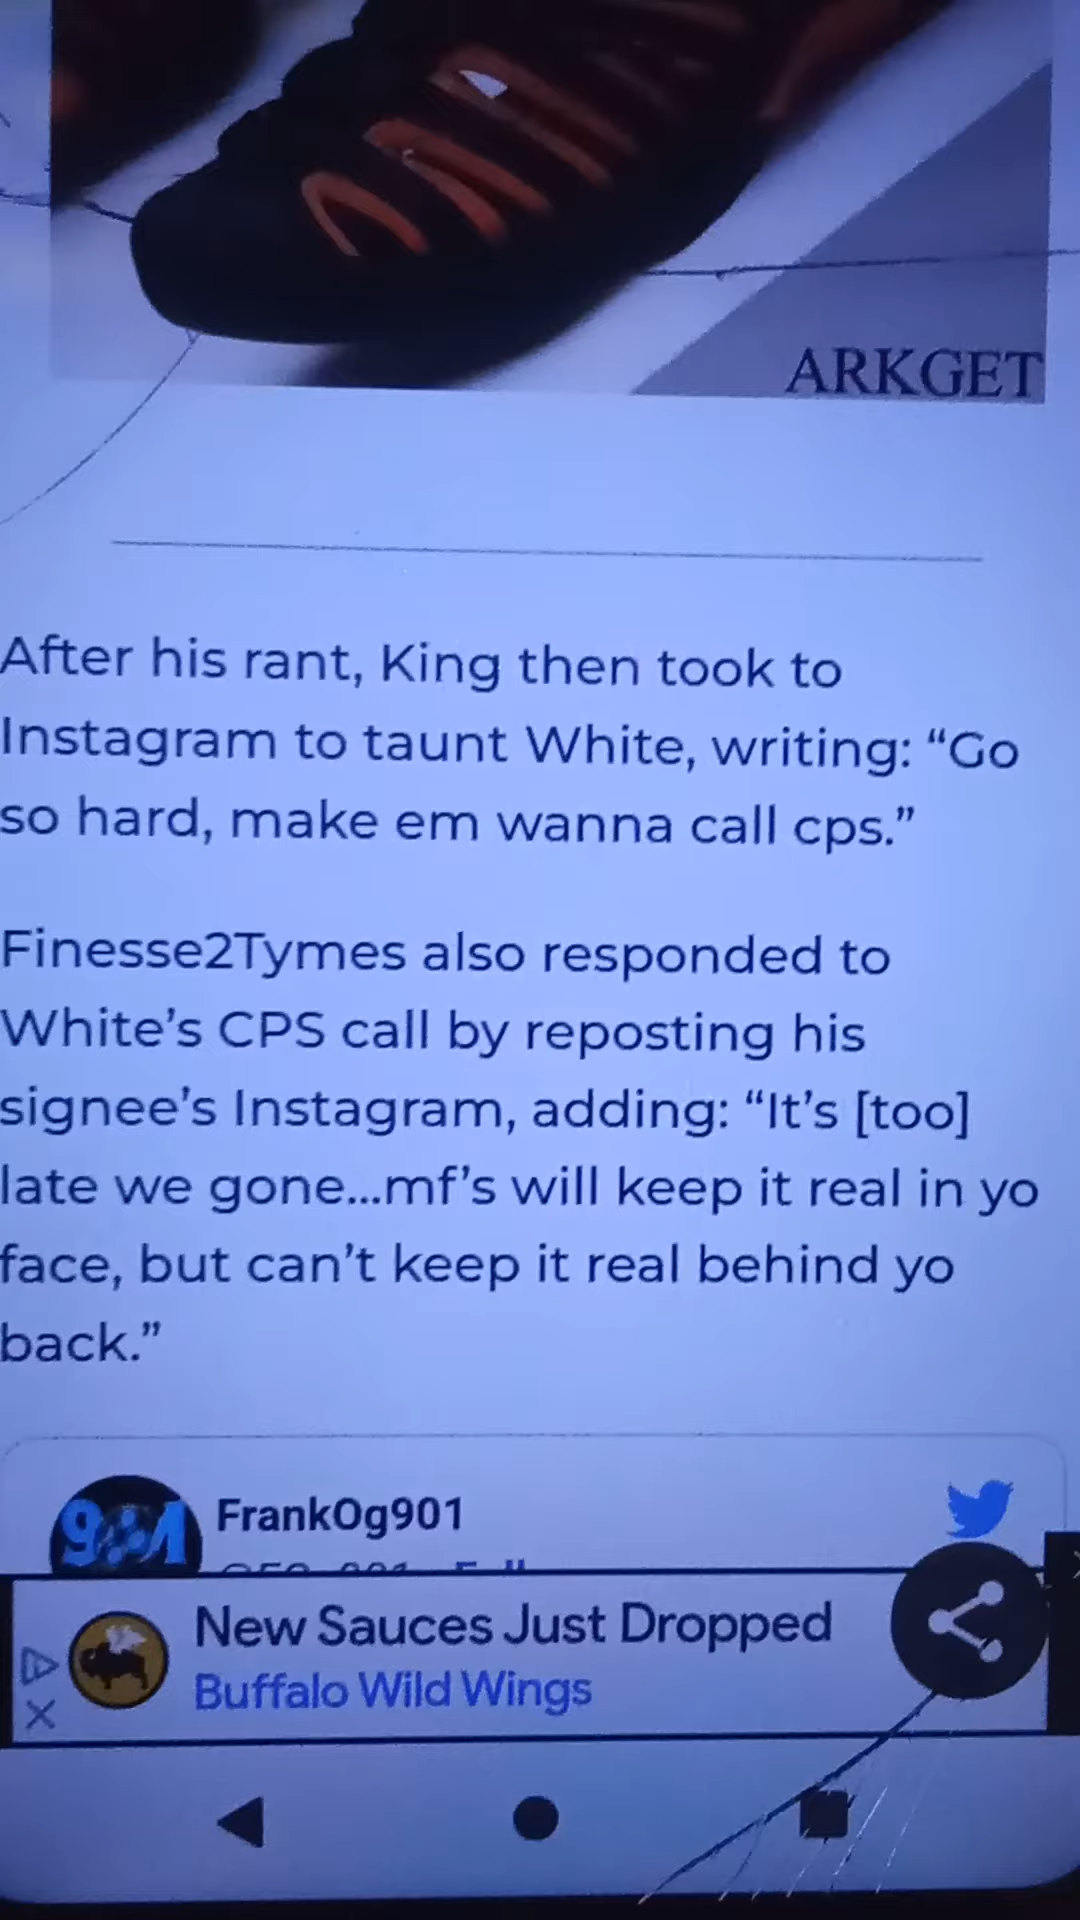 ARKGET
After his rant, King then took to
Instagram to taunt White, writing: “Go
so hard, make em wanna call cps.”
Finesse2Tymes also responded to
White’s CPS call by reposting his
signee’s Instagram, adding: “It’s [too]
late we gone...mf’s will keep it real in yo
face, but can’t keep it real behind yo
back.”
901
FrankOg901
New Sauces Just Dropped
Buffalo Wild Wings